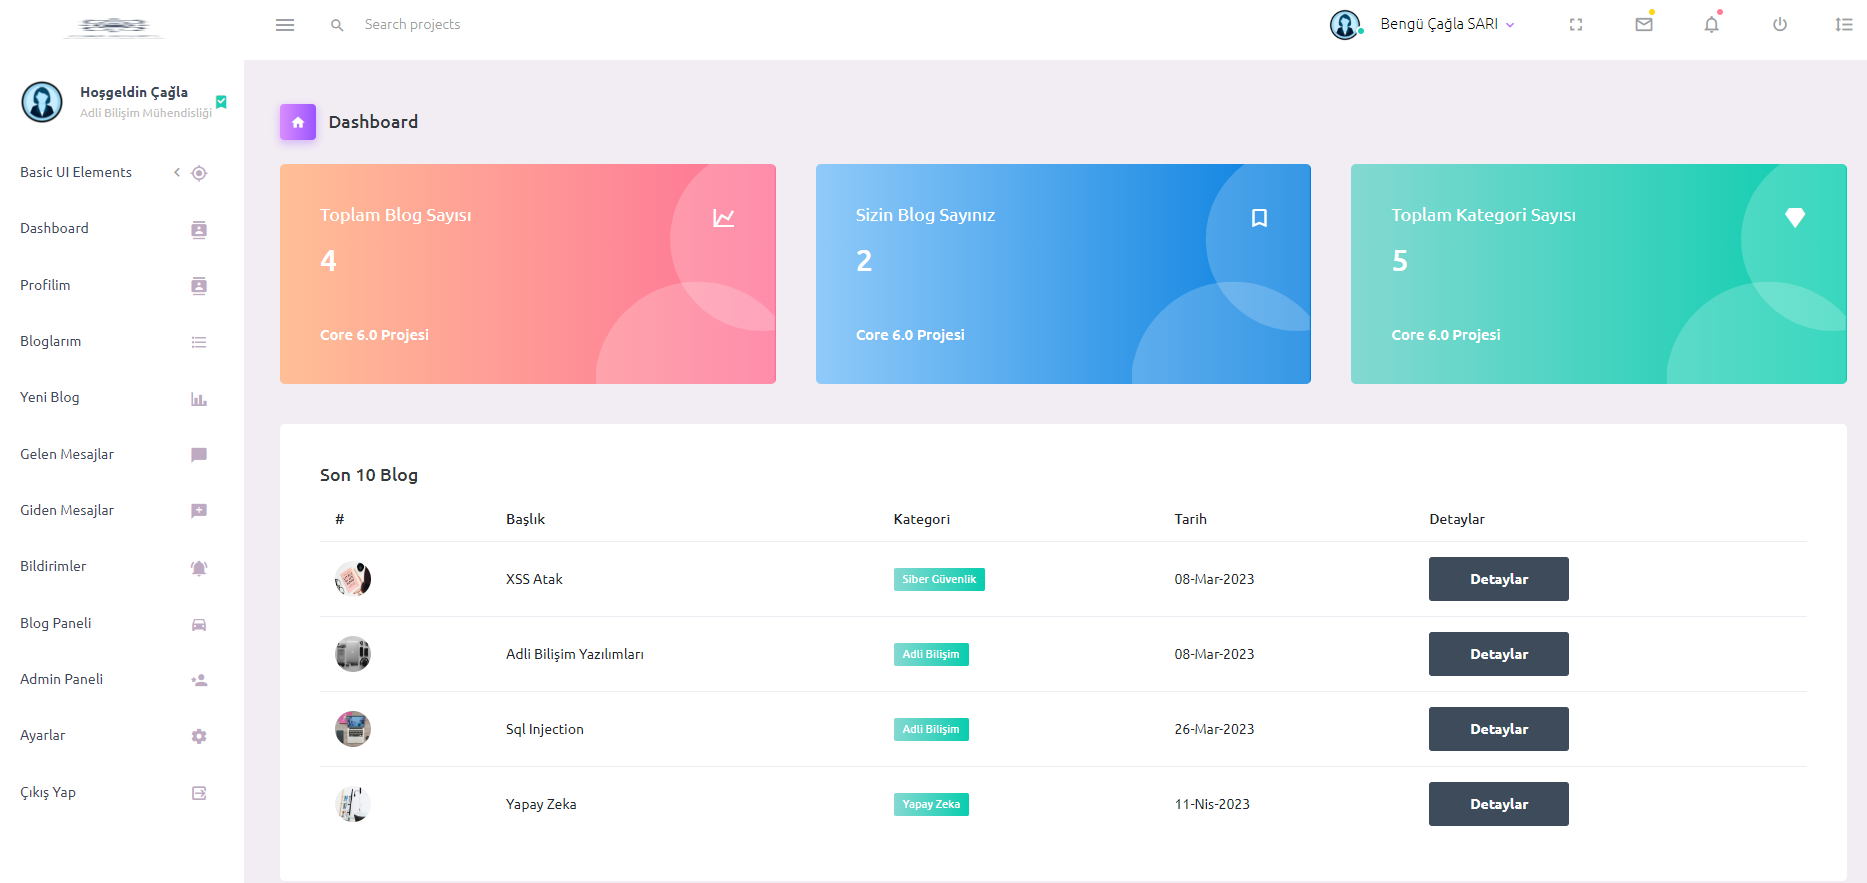 Search projects
Bengü Çağla SARI
Hoşgeldin Çağla
Adli Bilişim Mühendisliği
Basic UI Elements
Dashboard
Profilim
Bloglarım
Yeni Blog
Gelen Mesajlar
Giden Mesajlar
Bildirimler
Blog Paneli
Admin Paneli
Ayarlar
Çıkış Yap
Dashboard
Toplam Blog Sayısı
4
Core 6.0 Projesi
Sizin Blog Sayınız
2
Core 6.0 Projesi
Toplam Kategori Sayısı
5
Core 6.0 Projesi
Son 10 Blog
# Başlık Kategori Tarih Detaylar
XSS Atak Siber Güvenlik 08-Mar-2023 Detaylar
Adli Bilişim Yazılımları Adli Bilişim 08-Mar-2023 Detaylar
Sql Injection Adli Bilişim 26-Mar-2023 Detaylar
Yapay Zeka Yapay Zeka 11-Nis-2023 Detaylar